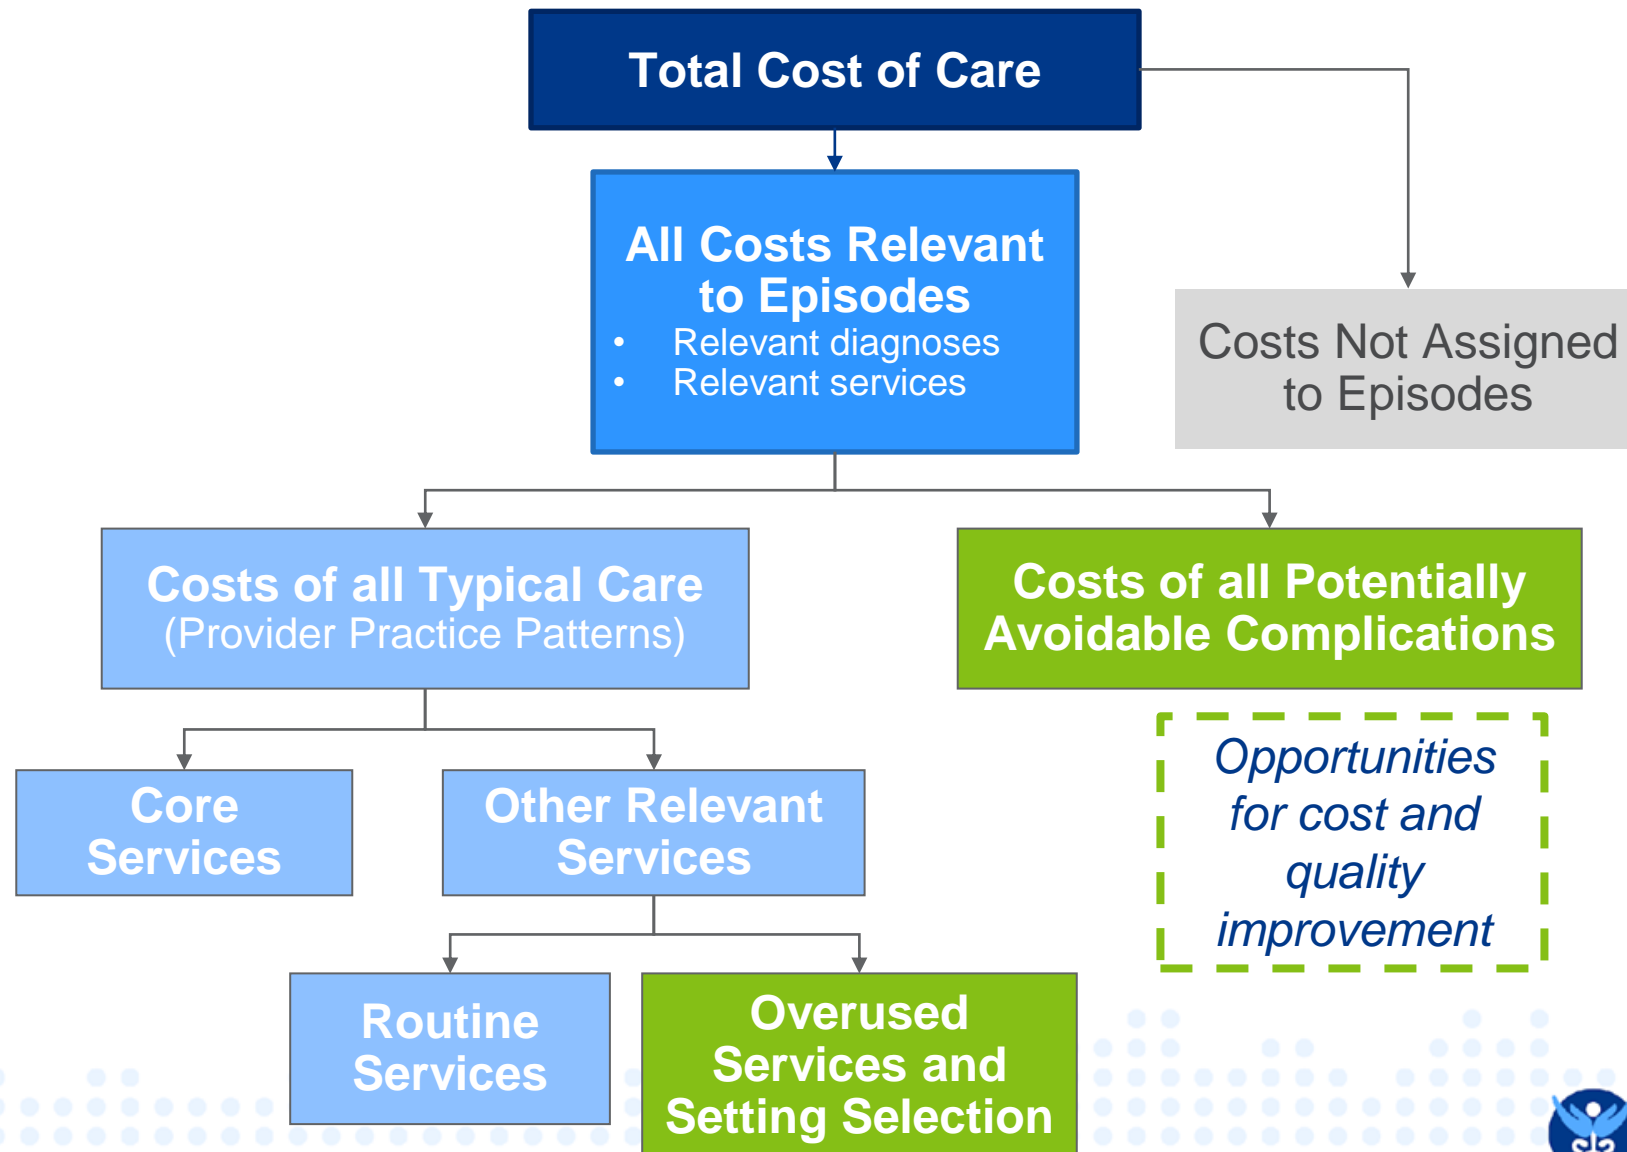 Total Cost of Care
All Costs Relevant
to Episodes
• Relevant diagnoses
• Relevant services
Costs Not Assigned
to Episodes
Costs of all Typical Care
(Provider Practice Patterns)
Costs of all Potentially
Avoidable Complications
Core
Services
Other Relevant
Services
Opportunities
for cost and
quality
improvement
Routine
Services
Overused
Services and
Setting Selection